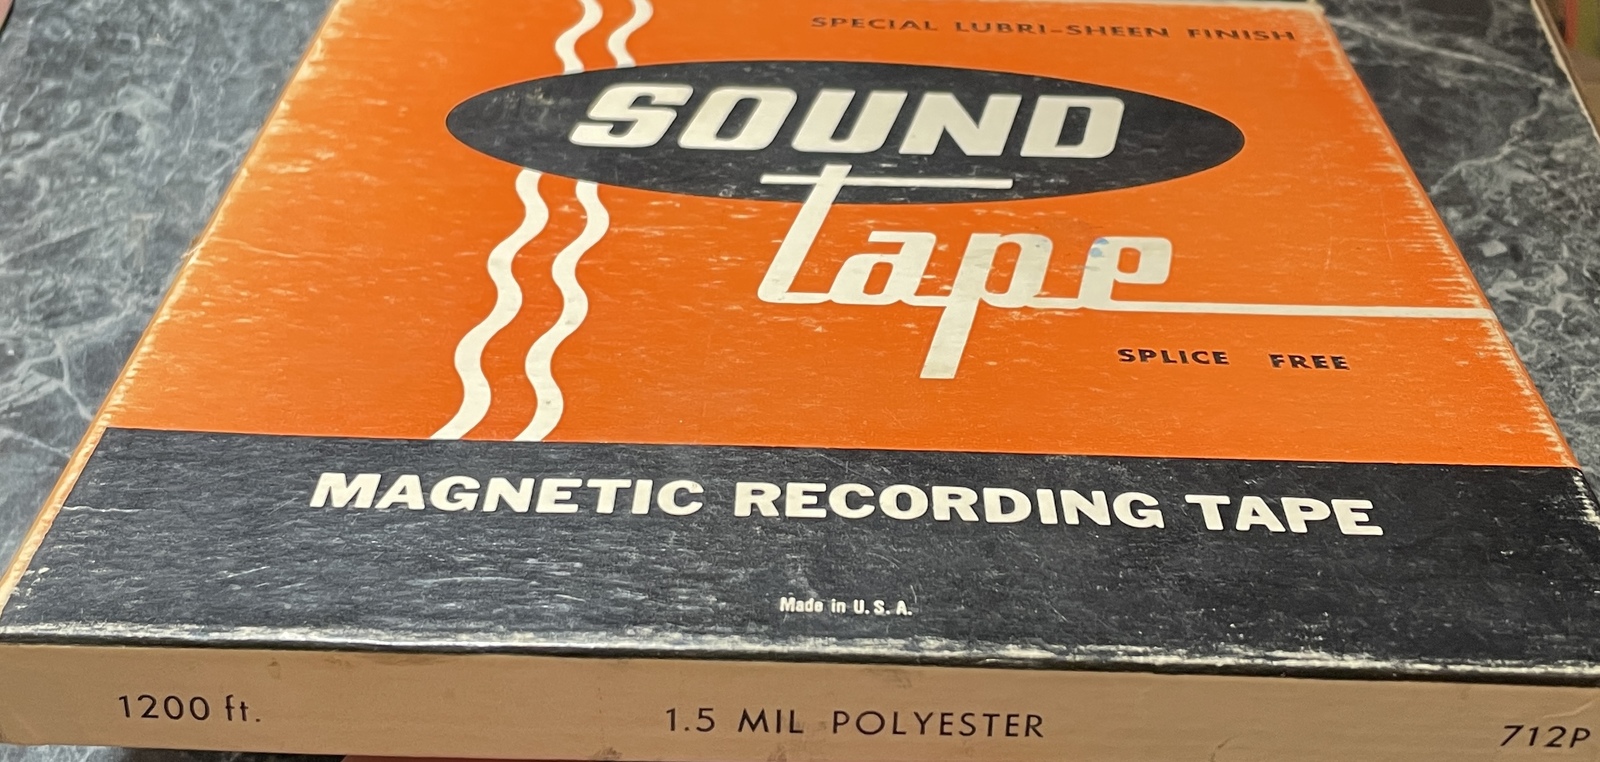 SPECIAL LUBRI-SHEEN FINISH
SOUND
tape
SPLICE FREE
MAGNETIC RECORDING TAPE
Made in U.S.A.
1200 ft. 1.5 MIL POLYESTER 712P